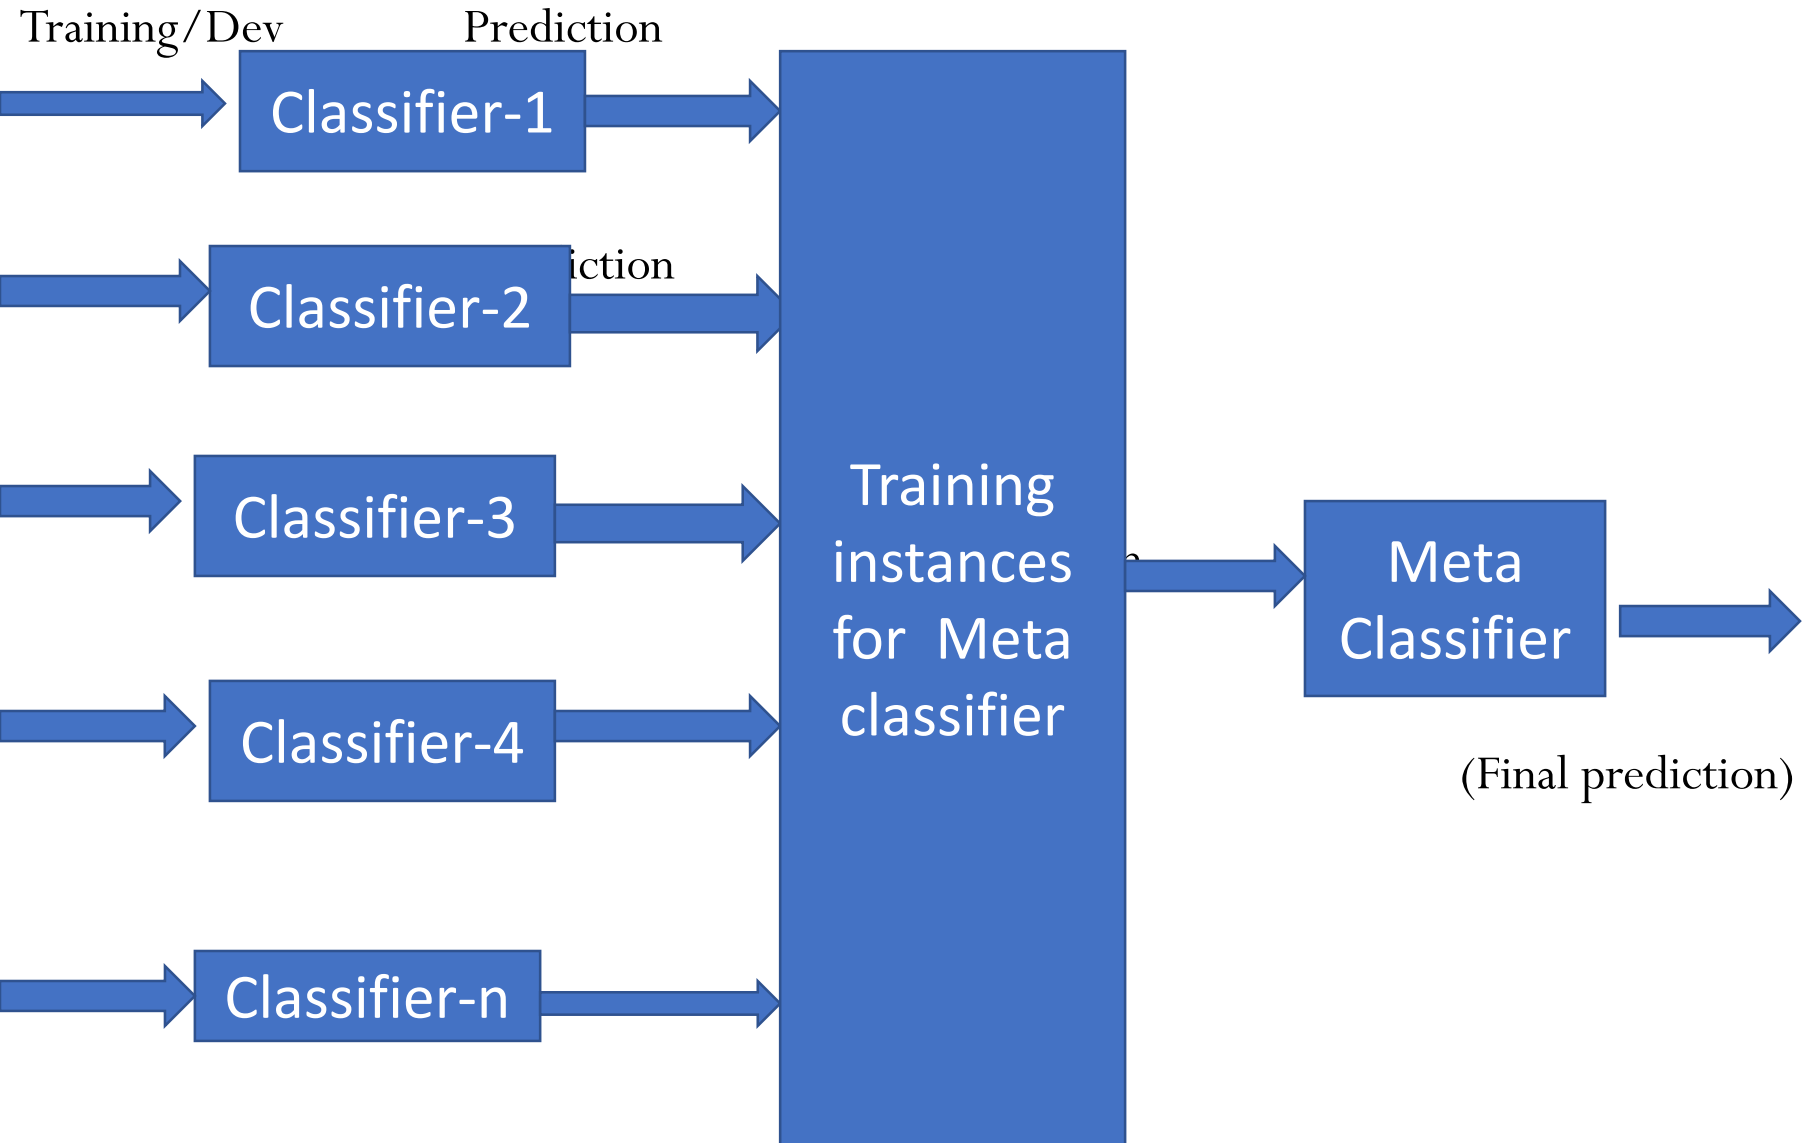 Training/Dev
Prediction
Classifier-1
Classifier-2
iction
Classifier-3
Classifier-4
Classifier-n
Training
instances
for Meta
classifier
Meta
Classifier
(Final prediction)